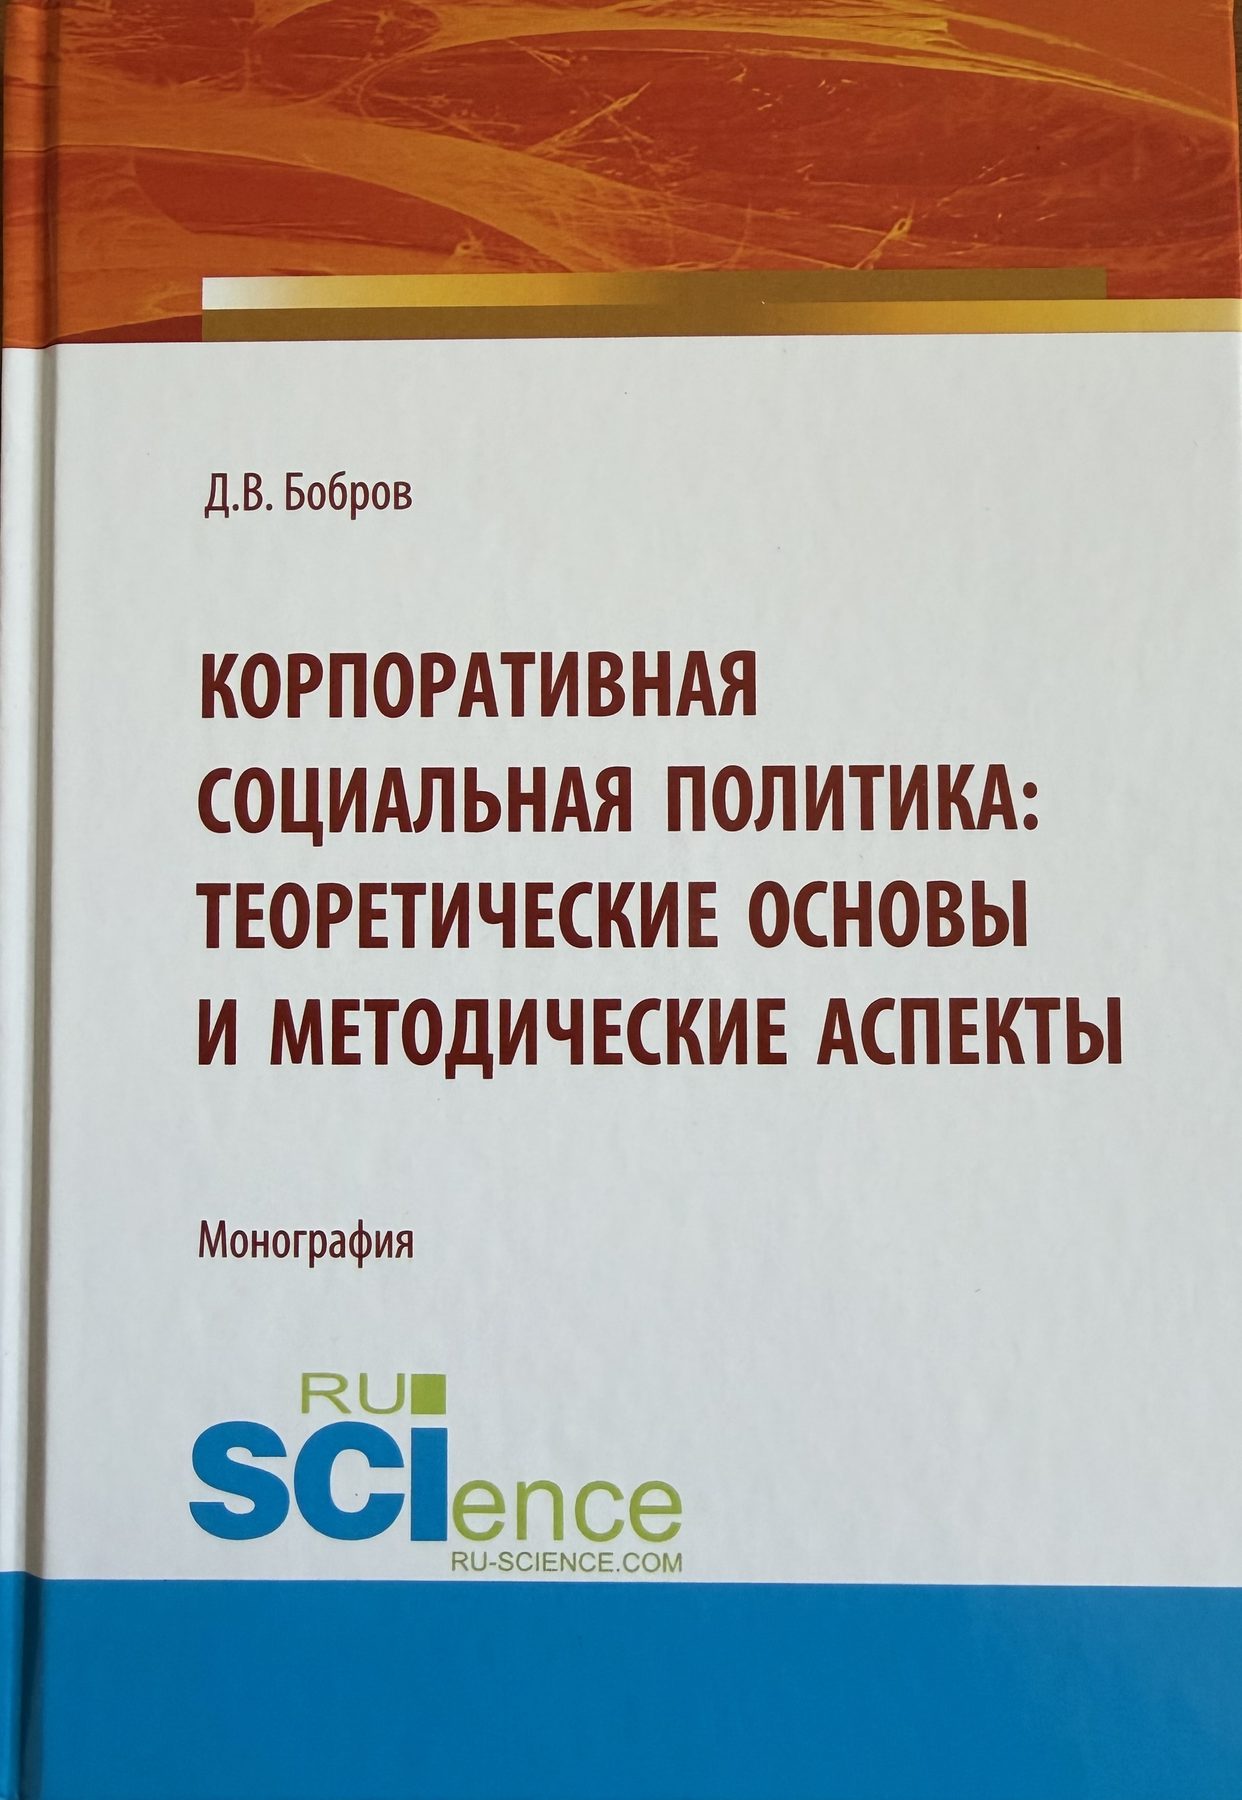 Д.В. Бобров
КОРПОРАТИВНАЯ
СОЦИАЛЬНАЯ ПОЛИТИКА:
ТЕОРЕТИЧЕСКИЕ ОСНОВЫ
И МЕТОДИЧЕСКИЕ АСПЕКТЫ
Монография
RU
SCIence
RU-SCIENCE.COM